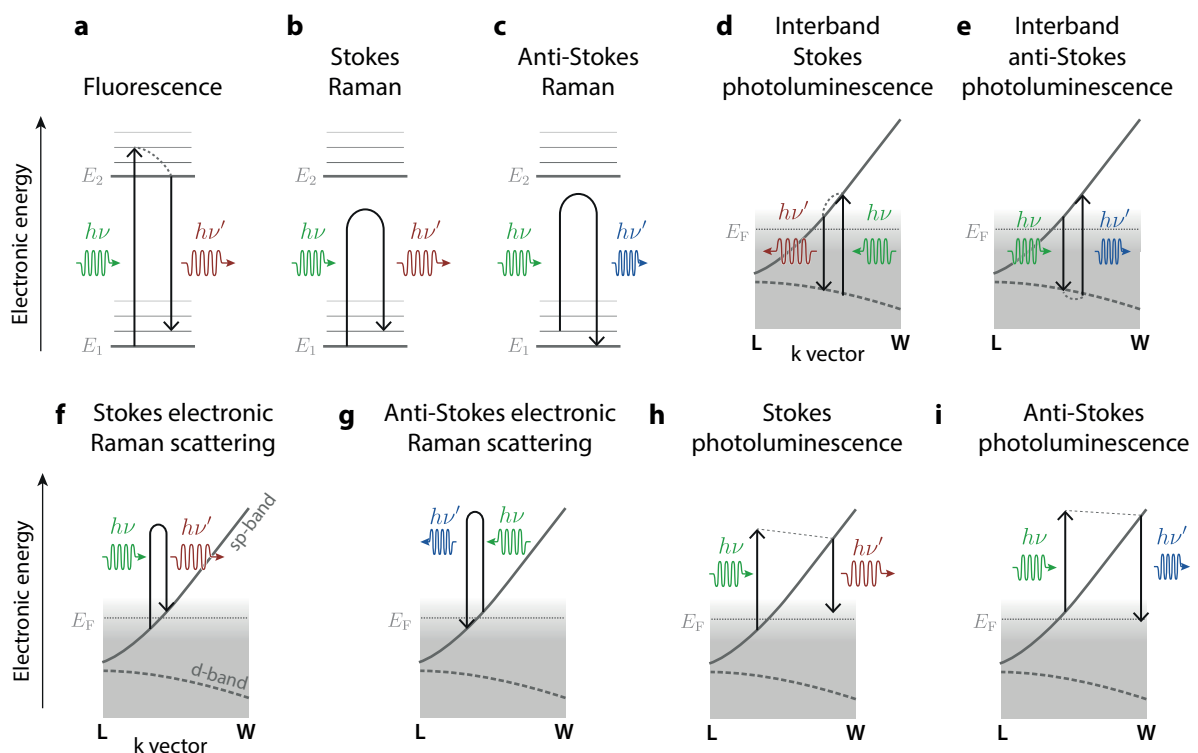 a
Fluorescence
Electronic energy
E2
hν
hν′
E1
b
Stokes
Raman
E2
hν
hν′
E1
c
Anti-Stokes
Raman
E2
hν
hν′
E1
d
Interband
Stokes
photoluminescence
EF
hν′
hν
L
W
k vector
e
Interband
anti-Stokes
photoluminescence
EF
hν
hν′
L
W
f
Stokes electronic
Raman scattering
Electronic energy
hν
hν′
sp-band
EF
d-band
L
W
k vector
g
Anti-Stokes electronic
Raman scattering
hν′
hν
EF
L
W
h
Stokes
photoluminescence
hν
hν′
EF
L
W
i
Anti-Stokes
photoluminescence
hν
hν′
EF
L
W